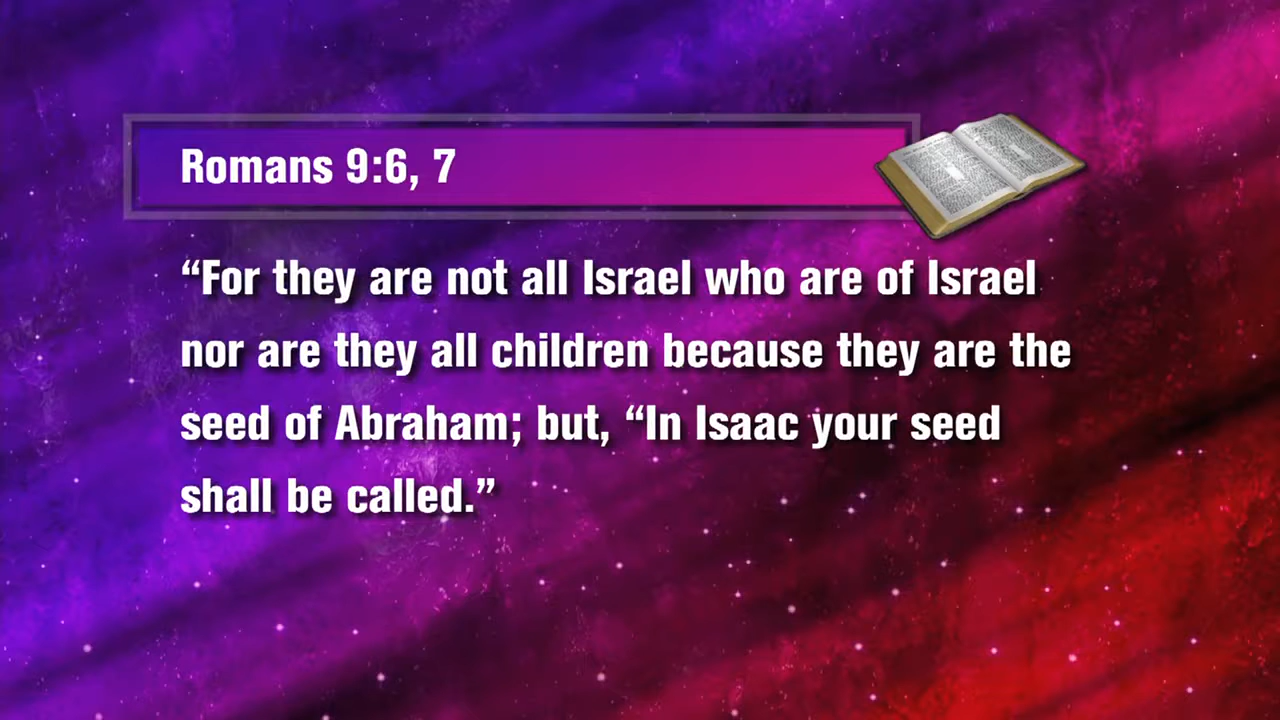 Romans 9:6, 7
“For they are not all Israel who are of Israel
nor are they all children because they are the
seed of Abraham; but, “In Isaac your seed
shall be called.”